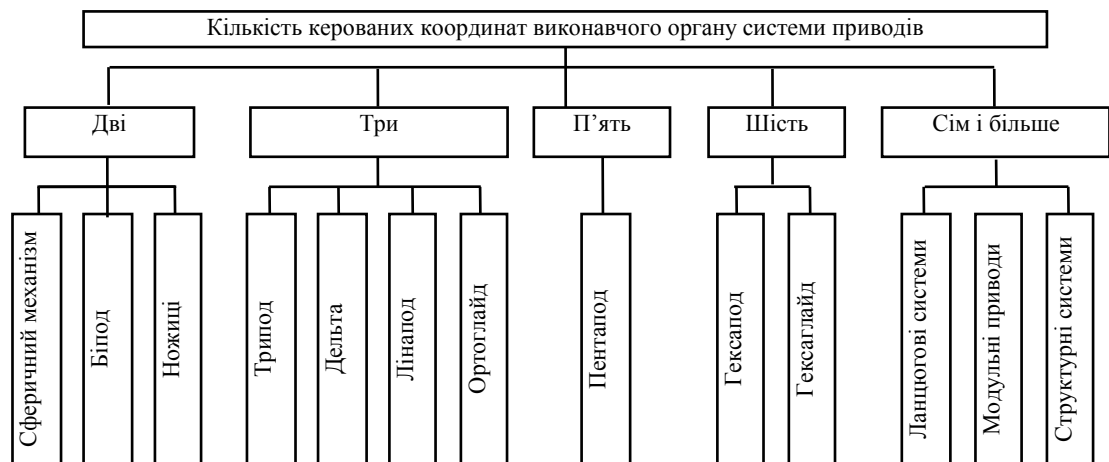 Кількість керованих координат виконавчого органу системи приводів
Дві
Три
П’ять
Шість
Сім і більше
Сферичний механізм
Біпод
Ножиці
Трипод
Дельта
Лінапод
Ортоглайд
Пентапод
Гексапод
Гексаглайд
Ланцюгові системи
Модульні приводи
Структурні системи